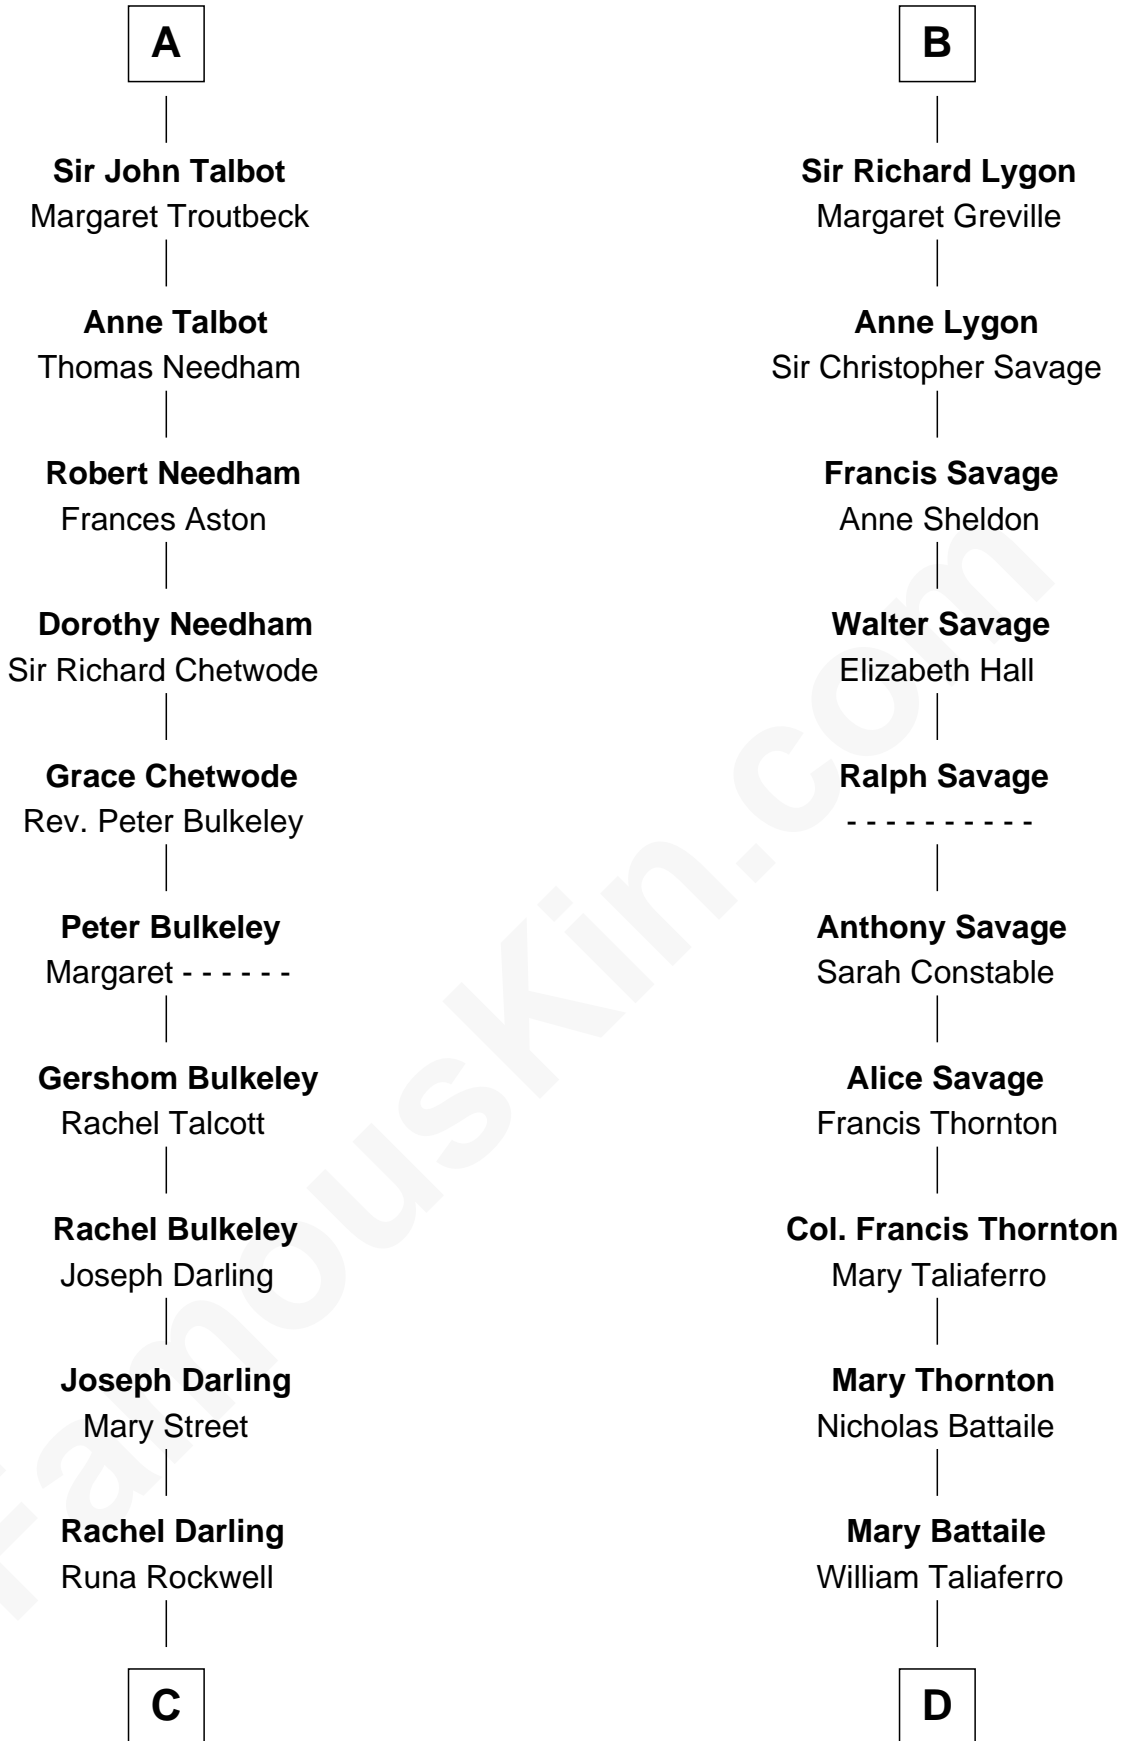 A
Sir John Talbot
Margaret Troutbeck
Anne Talbot
Thomas Needham
Robert Needham
Frances Aston
Dorothy Needham
Sir Richard Chetwode
Grace Chetwode
Rev. Peter Bulkeley
Peter Bulkeley
Margaret - - - - - -
Gershom Bulkeley
Rachel Talcott
Rachel Bulkeley
Joseph Darling
Joseph Darling
Mary Street
Rachel Darling
Runa Rockwell
C
B
Sir Richard Lygon
Margaret Greville
Anne Lygon
Sir Christopher Savage
Francis Savage
Anne Sheldon
Walter Savage
Elizabeth Hall
Ralph Savage
- - - - - - - - - -
Anthony Savage
Sarah Constable
Alice Savage
Francis Thornton
Col. Francis Thornton
Mary Taliaferro
Mary Thornton
Nicholas Battaile
Mary Battaile
William Taliaferro
D
FamousKin.com